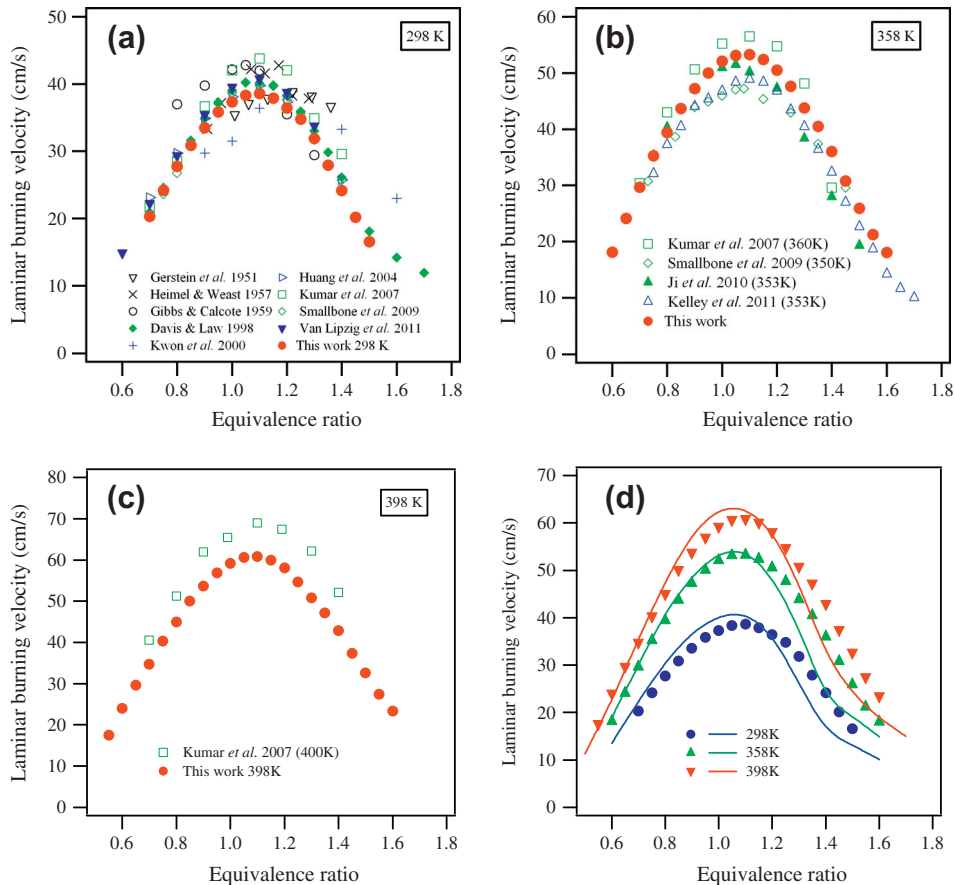 (a)
298 K
50
40
30
20
10
0
Laminar burning velocity (cm/s)
Gerstein et al. 1951
Heimel & Weast 1957
Gibbs & Calcote 1959
Davis & Law 1998
Kwon et al. 2000
Huang et al. 2004
Kumar et al. 2007
Smallbone et al. 2009
Van Lipzig et al. 2011
This work 298 K
0.6 0.8 1.0 1.2 1.4 1.6 1.8
Equivalence ratio
(b)
358 K
60
50
40
30
20
10
0
Laminar burning velocity (cm/s)
Kumar et al. 2007 (360K)
Smallbone et al. 2009 (350K)
Ji et al. 2010 (353K)
Kelley et al. 2011 (353K)
This work
0.6 0.8 1.0 1.2 1.4 1.6 1.8
Equivalence ratio
(c)
398 K
80
70
60
50
40
30
20
10
0
Laminar burning velocity (cm/s)
Kumar et al. 2007 (400K)
This work 398K
0.6 0.8 1.0 1.2 1.4 1.6 1.8
Equivalence ratio
(d)
70
60
50
40
30
20
10
0
Laminar burning velocity (cm/s)
298K
358K
398K
0.6 0.8 1.0 1.2 1.4 1.6 1.8
Equivalence ratio